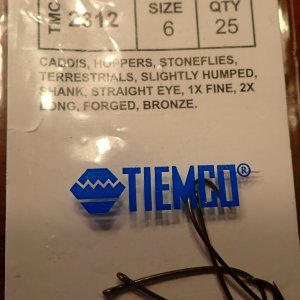 TMC 2312
SIZE
6
QTY
25
CADDIS, HOPPERS, STONEFLIES,
TERRESTRIALS, SLIGHTLY HUMPED,
SHANK, STRAIGHT EYE, 1X FINE, 2X
LONG, FORGED, BRONZE.
TIEMCO®